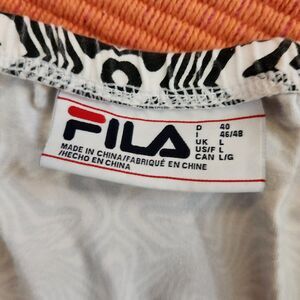 FILA
MADE IN CHINA/FABRIQUÉ EN CHINE
/HECHO EN CHINA
D 40
I 46/48
UK L
US/F L
CAN L/G